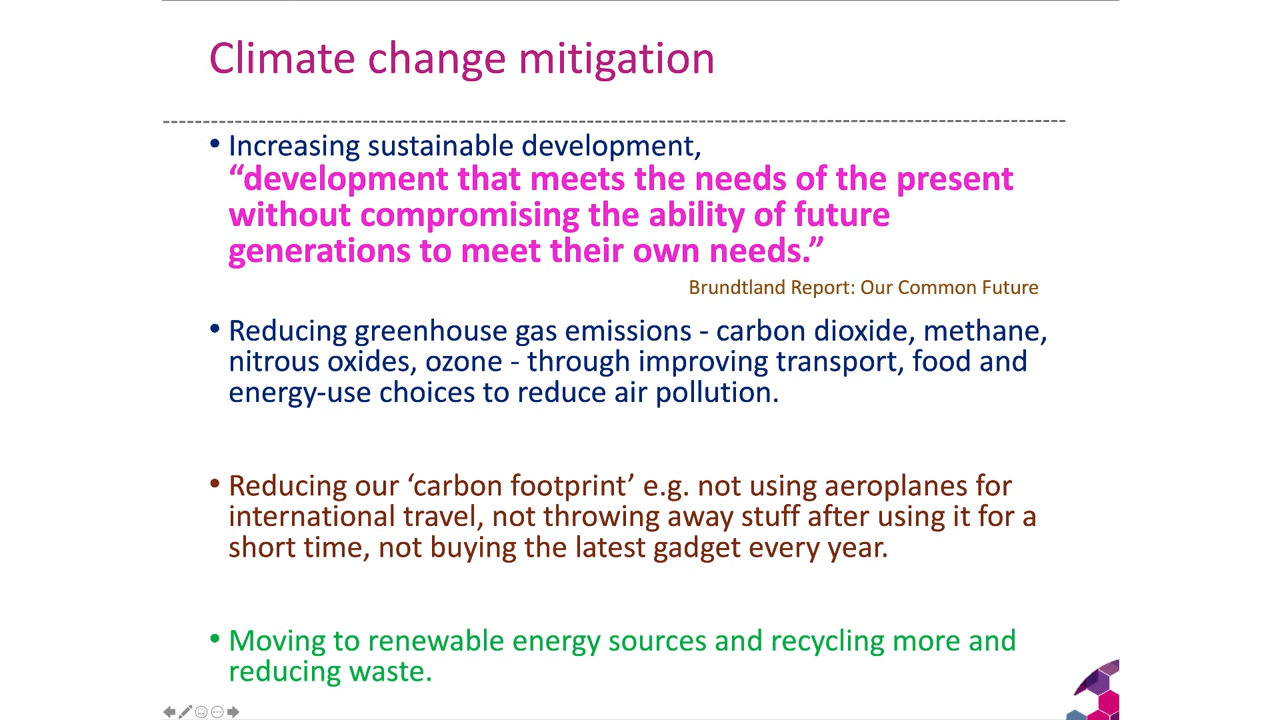 Climate change mitigation
• Increasing sustainable development,
“development that meets the needs of the present
without compromising the ability of future
generations to meet their own needs.”
Brundtland Report: Our Common Future
• Reducing greenhouse gas emissions - carbon dioxide, methane,
nitrous oxides, ozone - through improving transport, food and
energy-use choices to reduce air pollution.
• Reducing our ‘carbon footprint’ e.g. not using aeroplanes for
international travel, not throwing away stuff after using it for a
short time, not buying the latest gadget every year.
• Moving to renewable energy sources and recycling more and
reducing waste.